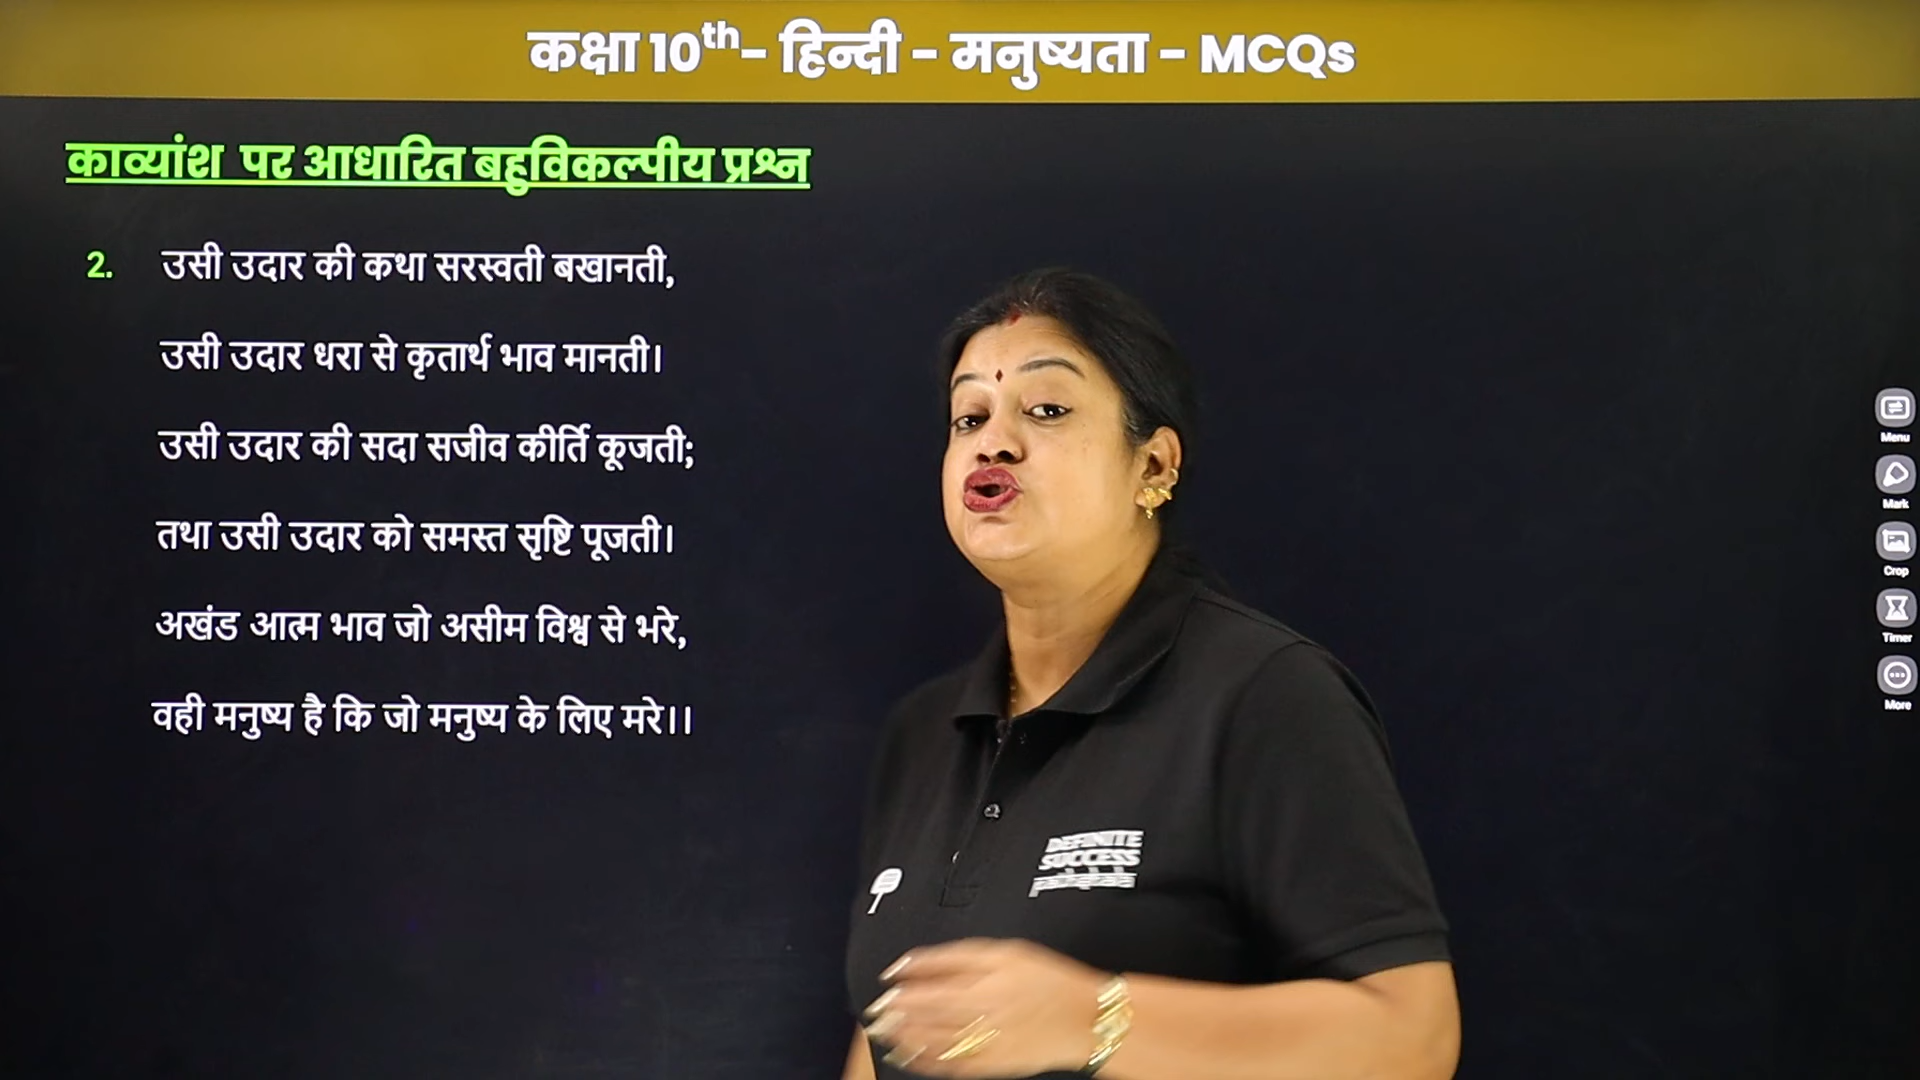 कक्षा 10th- हिन्दी - मनुष्यता - MCQs
काव्यांश पर आधारित बहुविकल्पीय प्रश्न
2. उसी उदार की कथा सरस्वती बखानती,
उसी उदार धरा से कृतार्थ भाव मानती।
उसी उदार की सदा सजीव कीर्ति कूजती;
तथा उसी उदार को समस्त सृष्टि पूजती।
अखंड आत्म भाव जो असीम विश्व से भरे,
वही मनुष्य है कि जो मनुष्य के लिए मरे।।
Menu
Mark
Crop
Timer
More
DEFINITE
SUCCESS